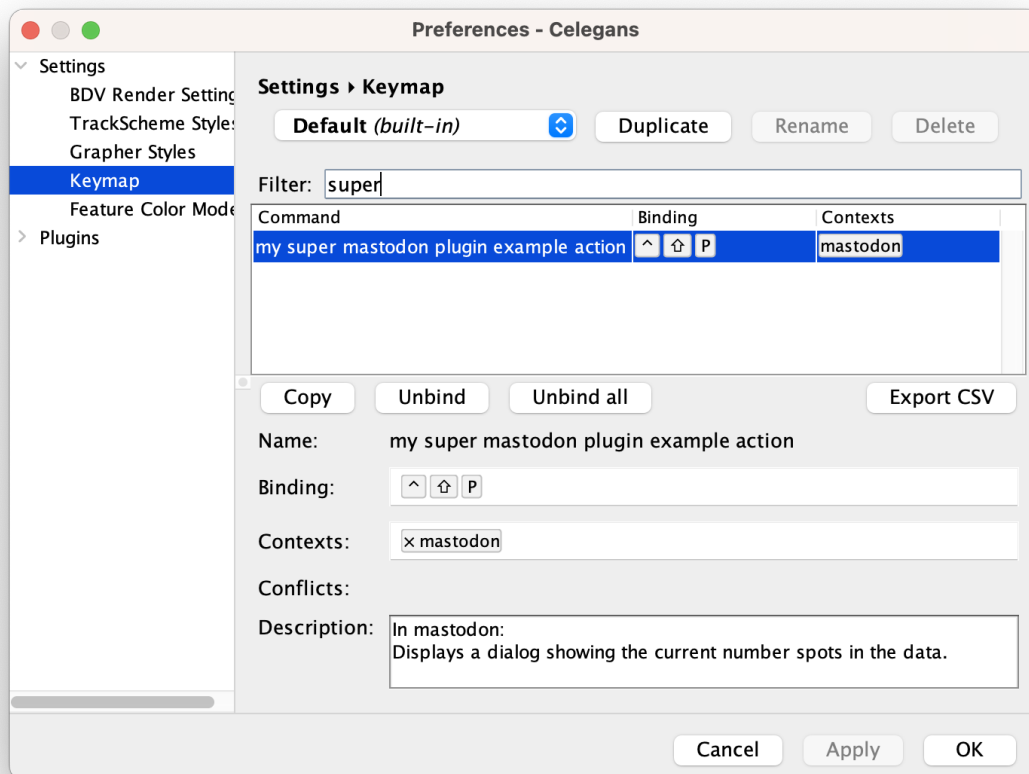 Preferences - Celegans
Settings
BDV Render Setting
TrackScheme Styles
Grapher Styles
Keymap
Feature Color Mode
Plugins
Settings ▸ Keymap
Default (built-in)
Duplicate
Rename
Delete
Filter: super
Command Binding Contexts
my super mastodon plugin example action ^ ⇧ P mastodon
Copy
Unbind
Unbind all
Export CSV
Name: my super mastodon plugin example action
Binding: ^ ⇧ P
Contexts: × mastodon
Conflicts:
Description: In mastodon:
Displays a dialog showing the current number spots in the data.
Cancel
Apply
OK